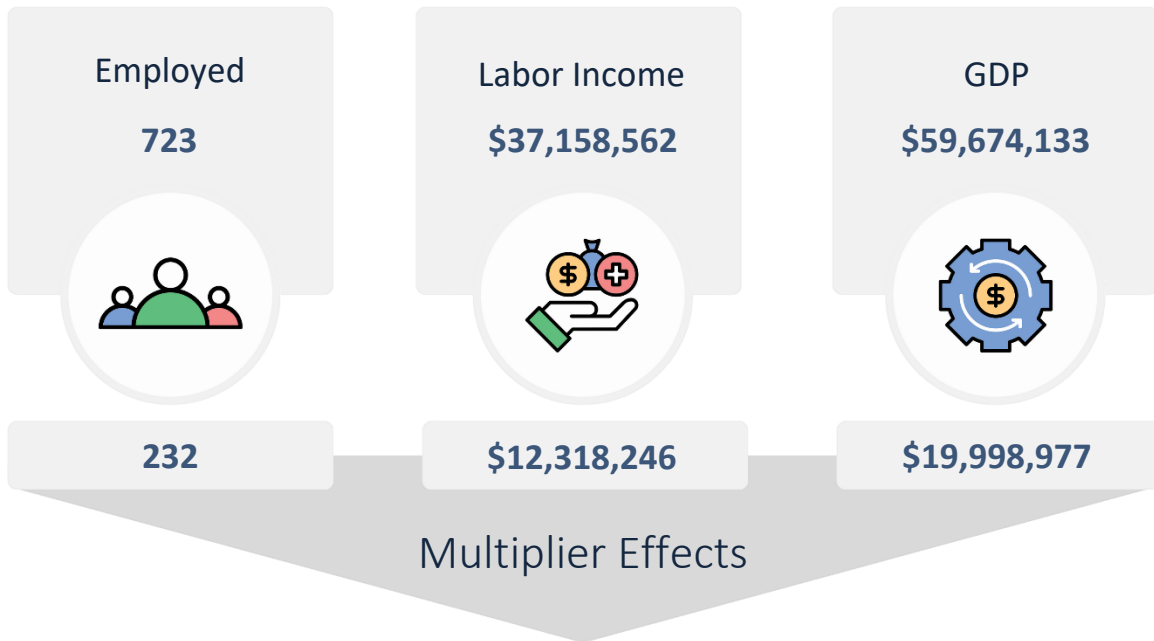 Employed
723
Labor Income
$37,158,562
GDP
$59,674,133
$
$
232
$12,318,246
$19,998,977
Multiplier Effects